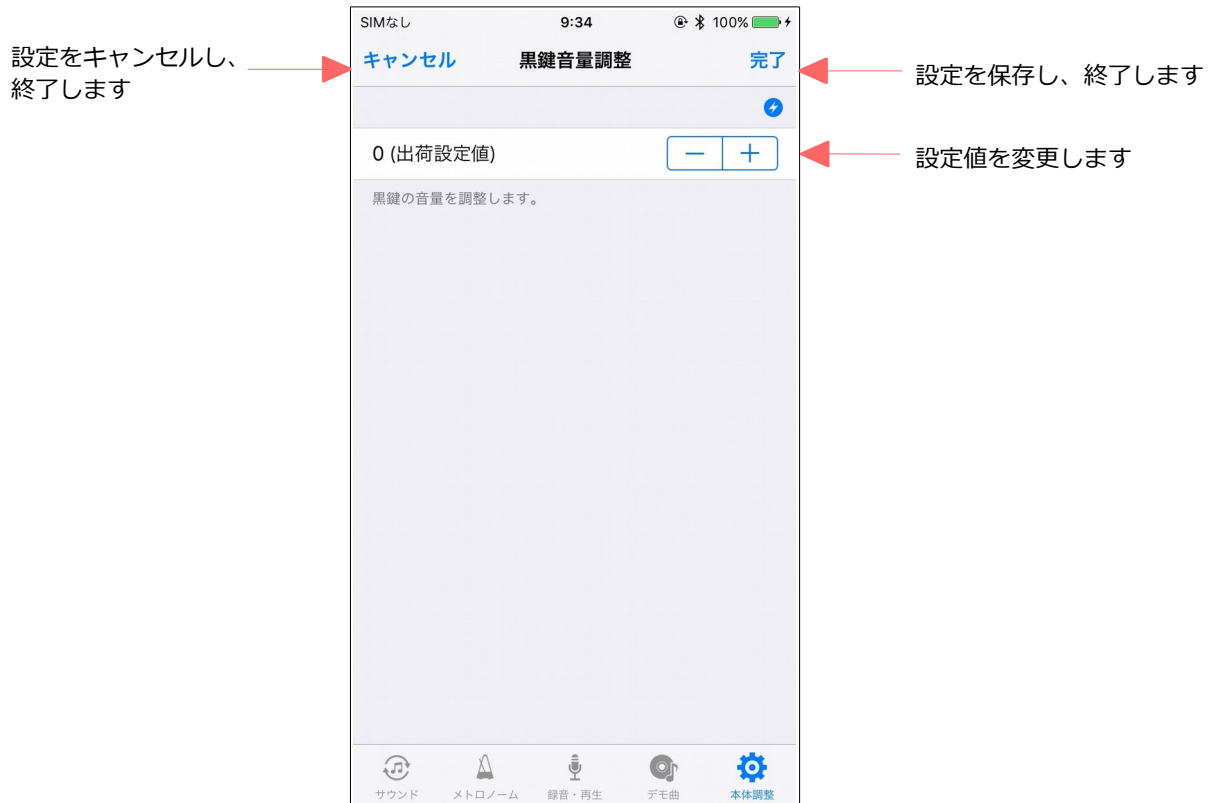 SIMなし 9:34 100%
設定をキャンセルし、
終了します
キャンセル 黒鍵音量調整 完了
設定を保存し、終了します
0 (出荷設定値)
設定値を変更します
黒鍵の音量を調整します。
サウンド メトロノーム 録音・再生 デモ曲 本体調整